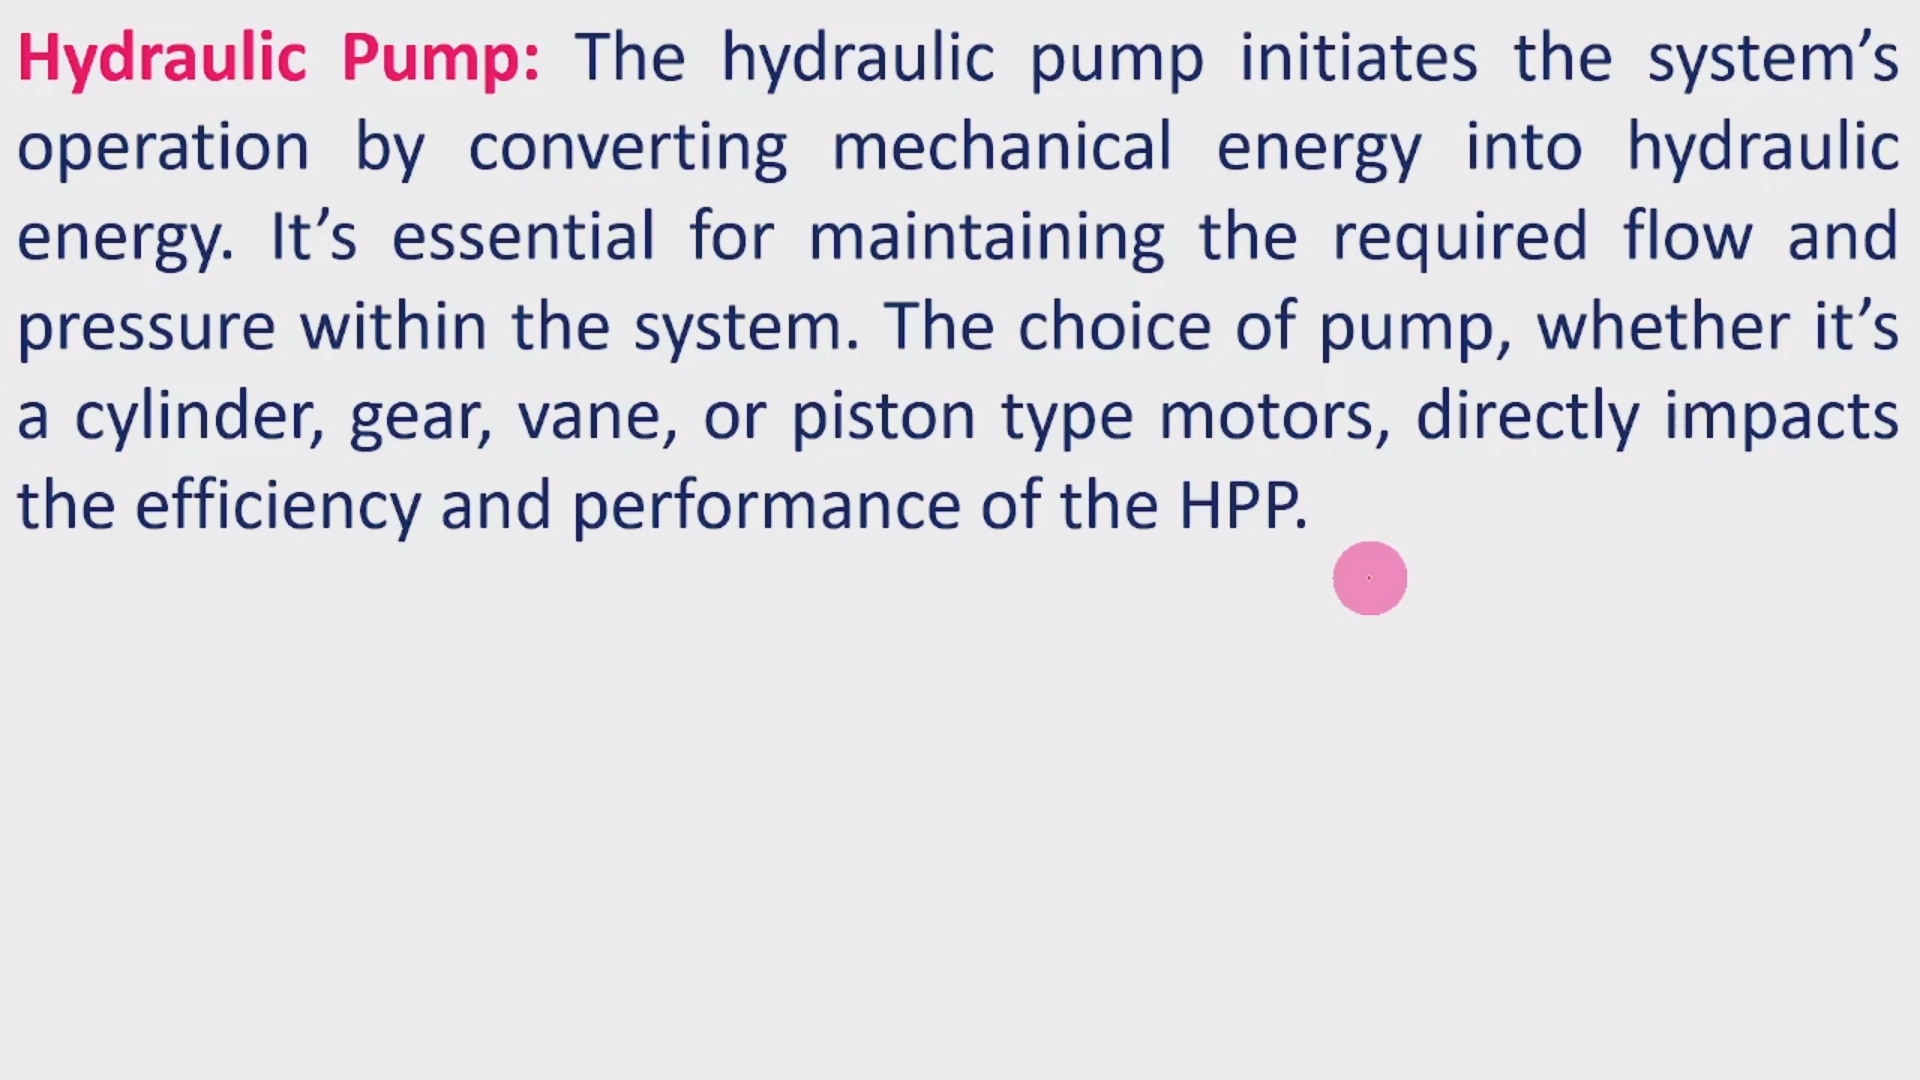 Hydraulic Pump: The hydraulic pump initiates the system’s
operation by converting mechanical energy into hydraulic
energy. It’s essential for maintaining the required flow and
pressure within the system. The choice of pump, whether it’s
a cylinder, gear, vane, or piston type motors, directly impacts
the efficiency and performance of the HPP.